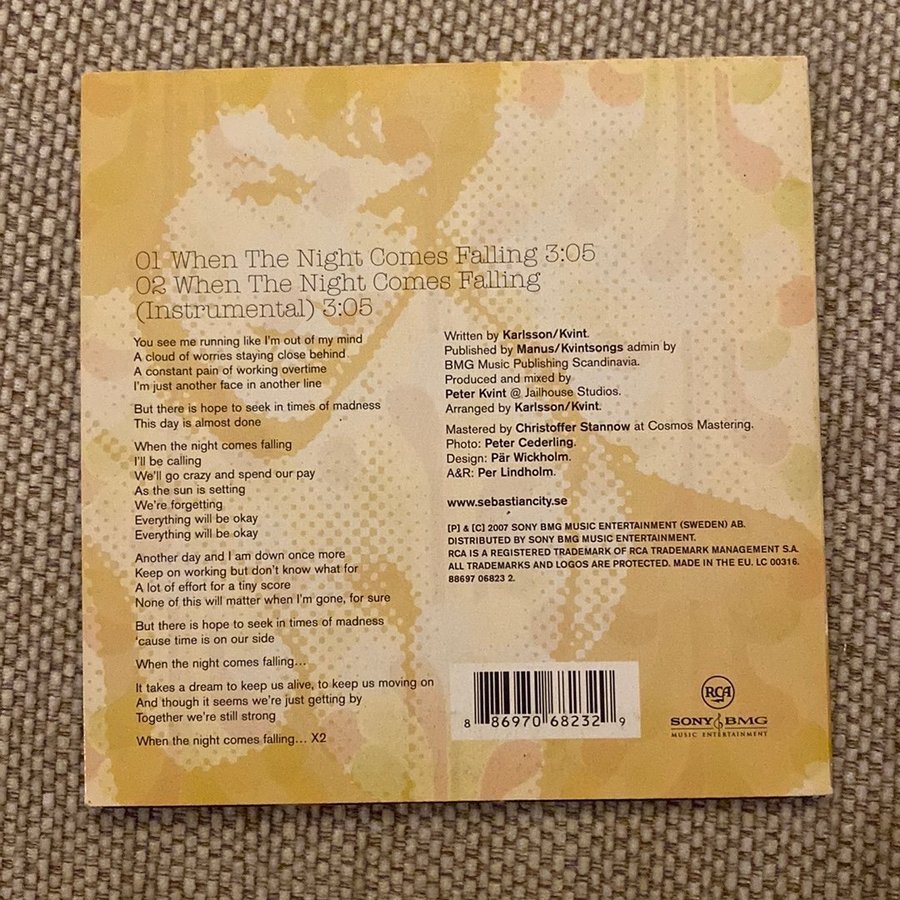 01 When The Night Comes Falling 3:05
02 When The Night Comes Falling
(Instrumental) 3:05
You see me running like I'm out of my mind
A cloud of worries staying close behind
A constant pain of working overtime
I'm just another face in another line
But there is hope to seek in times of madness
This day is almost done
When the night comes falling
I'll be calling
We'll go crazy and spend our pay
As the sun is setting
We're forgetting
Everything will be okay
Everything will be okay
Another day and I am down once more
Keep on working but don't know what for
A lot of effort for a tiny score
None of this will matter when I'm gone, for sure
But there is hope to seek in times of madness
'cause time is on our side
When the night comes falling...
It takes a dream to keep us alive, to keep us moving on
And though it seems we're just getting by
Together we're still strong
When the night comes falling... X2
Written by Karlsson/Kvint.
Published by Manus/Kvintsongs admin by
BMG Music Publishing Scandinavia.
Produced and mixed by
Peter Kvint @ Jailhouse Studios.
Arranged by Karlsson/Kvint.
Mastered by Christoffer Stannow at Cosmos Mastering.
Photo: Peter Cederling.
Design: Pär Wickholm.
A&R: Per Lindholm.
www.sebastiancity.se
[P] & [C] 2007 SONY BMG MUSIC ENTERTAINMENT (SWEDEN) AB.
DISTRIBUTED BY SONY BMG MUSIC ENTERTAINMENT.
RCA IS A REGISTERED TRADEMARK OF RCA TRADEMARK MANAGEMENT S.A.
ALL TRADEMARKS AND LOGOS ARE PROTECTED. MADE IN THE EU. LC 00316.
88697 06823 2.
8 86970 68232 9
RCA
SONY BMG
MUSIC ENTERTAINMENT